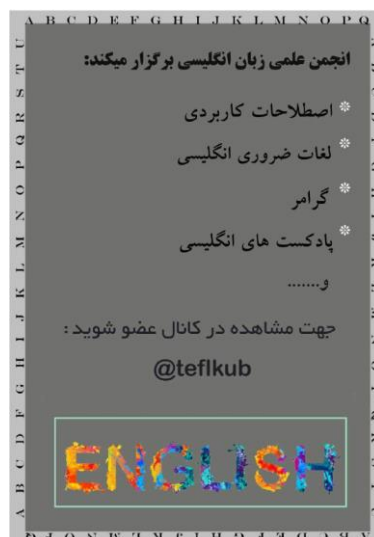 A B C D E F G H I J K L M N O P Q
انجمن علمی زبان انگلیسی برگزار میکند:
اصطلاحات کاربردی
لغات ضروری انگلیسی
گرامر
پادکست های انگلیسی
و.......
جهت مشاهده در کانال عضو شوید :
@teflkub
ENGLISH
A B C D E F G H I J K L M N O P Q R S T U